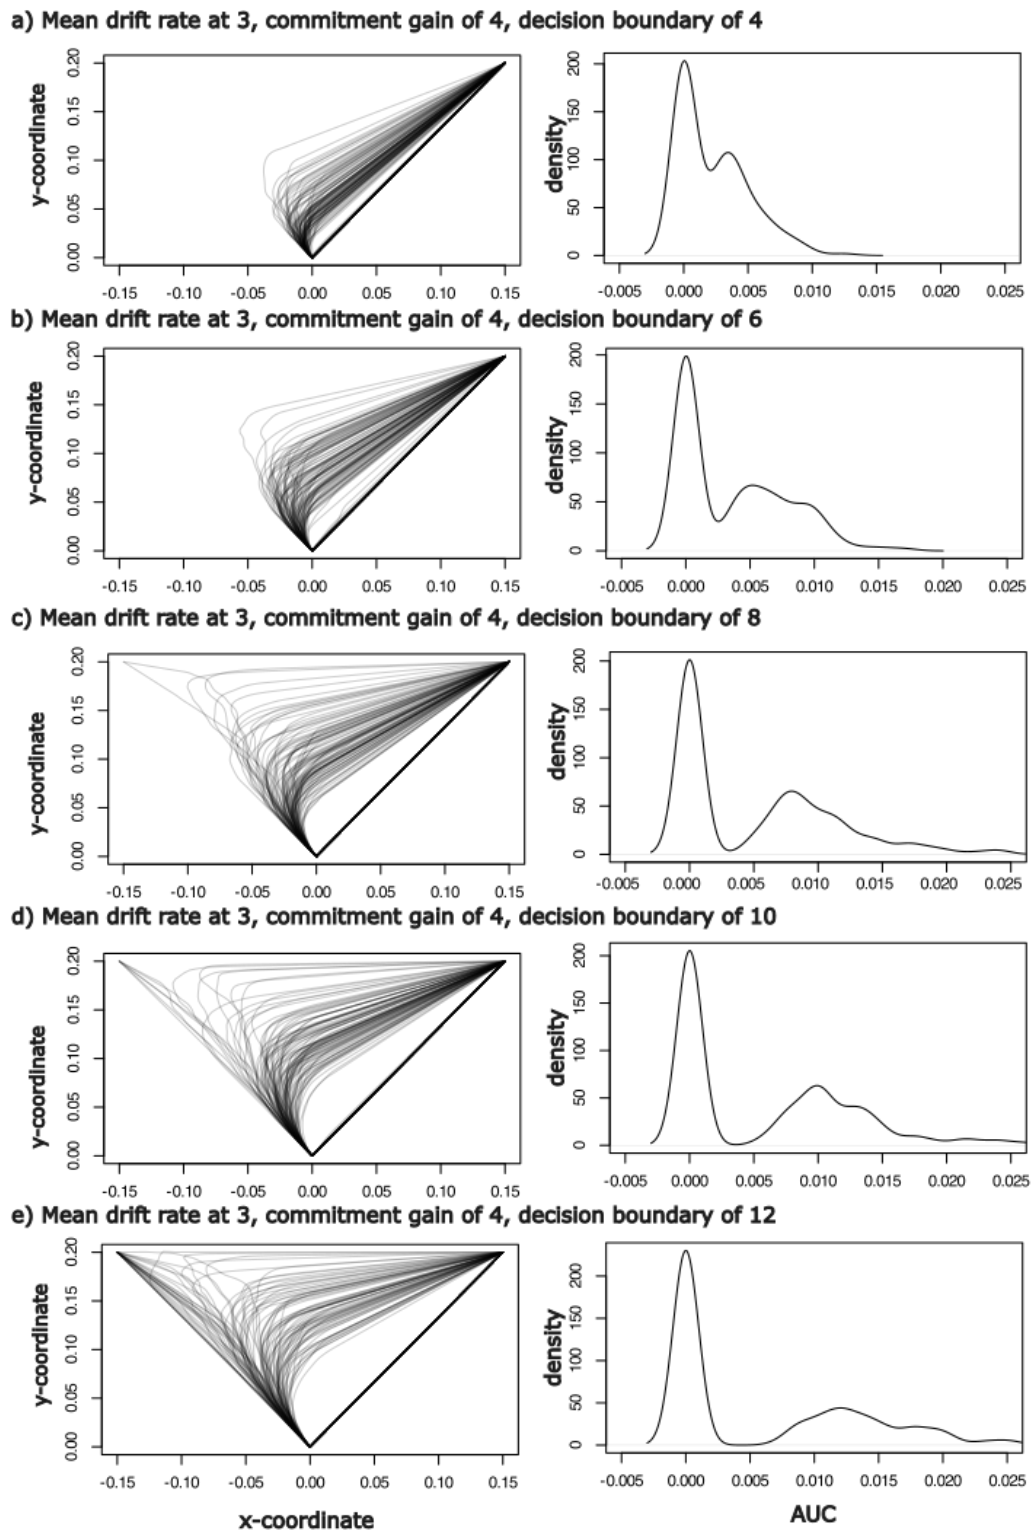 a) Mean drift rate at 3, commitment gain of 4, decision boundary of 4
y-coordinate
0.00 0.05 0.10 0.15 0.20
-0.15 -0.10 -0.05 0.00 0.05 0.10 0.15
density
0 50 100 150 200
-0.005 0.000 0.005 0.010 0.015 0.020 0.025
b) Mean drift rate at 3, commitment gain of 4, decision boundary of 6
y-coordinate
0.00 0.05 0.10 0.15 0.20
-0.15 -0.10 -0.05 0.00 0.05 0.10 0.15
density
0 50 100 150 200
-0.005 0.000 0.005 0.010 0.015 0.020 0.025
c) Mean drift rate at 3, commitment gain of 4, decision boundary of 8
y-coordinate
0.00 0.05 0.10 0.15 0.20
-0.15 -0.10 -0.05 0.00 0.05 0.10 0.15
density
0 50 100 150 200
-0.005 0.000 0.005 0.010 0.015 0.020 0.025
d) Mean drift rate at 3, commitment gain of 4, decision boundary of 10
y-coordinate
0.00 0.05 0.10 0.15 0.20
-0.15 -0.10 -0.05 0.00 0.05 0.10 0.15
density
0 50 100 150 200
-0.005 0.000 0.005 0.010 0.015 0.020 0.025
e) Mean drift rate at 3, commitment gain of 4, decision boundary of 12
y-coordinate
0.00 0.05 0.10 0.15 0.20
-0.15 -0.10 -0.05 0.00 0.05 0.10 0.15
x-coordinate
density
0 50 100 150 200
-0.005 0.000 0.005 0.010 0.015 0.020 0.025
AUC